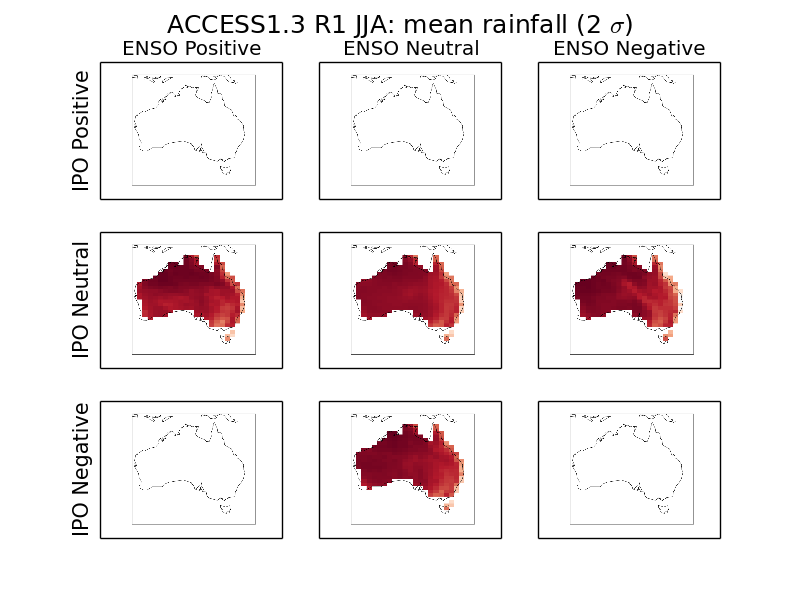 ACCESS1.3 R1 JJA: mean rainfall (2 σ)
ENSO Positive
ENSO Neutral
ENSO Negative
IPO Positive
IPO Neutral
IPO Negative